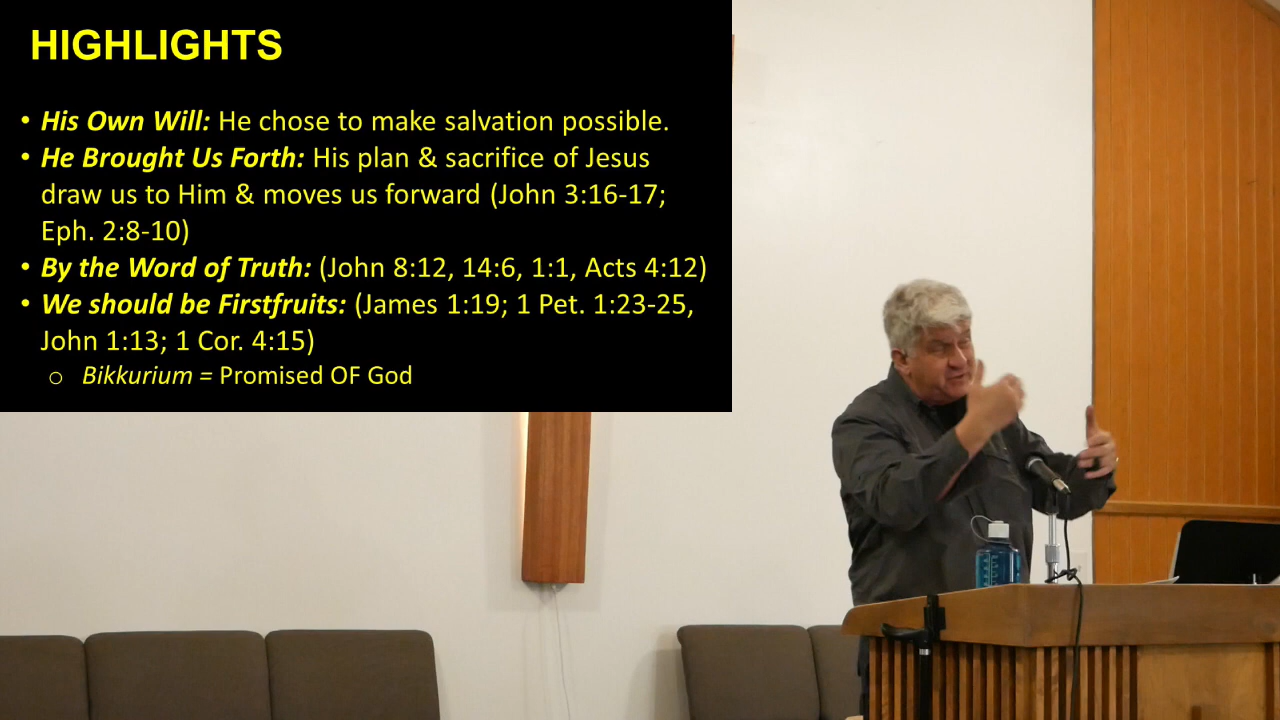 HIGHLIGHTS
• His Own Will: He chose to make salvation possible.
• He Brought Us Forth: His plan & sacrifice of Jesus
draw us to Him & moves us forward (John 3:16-17;
Eph. 2:8-10)
• By the Word of Truth: (John 8:12, 14:6, 1:1, Acts 4:12)
• We should be Firstfruits: (James 1:19; 1 Pet. 1:23-25,
John 1:13; 1 Cor. 4:15)
o Bikkurium = Promised OF God